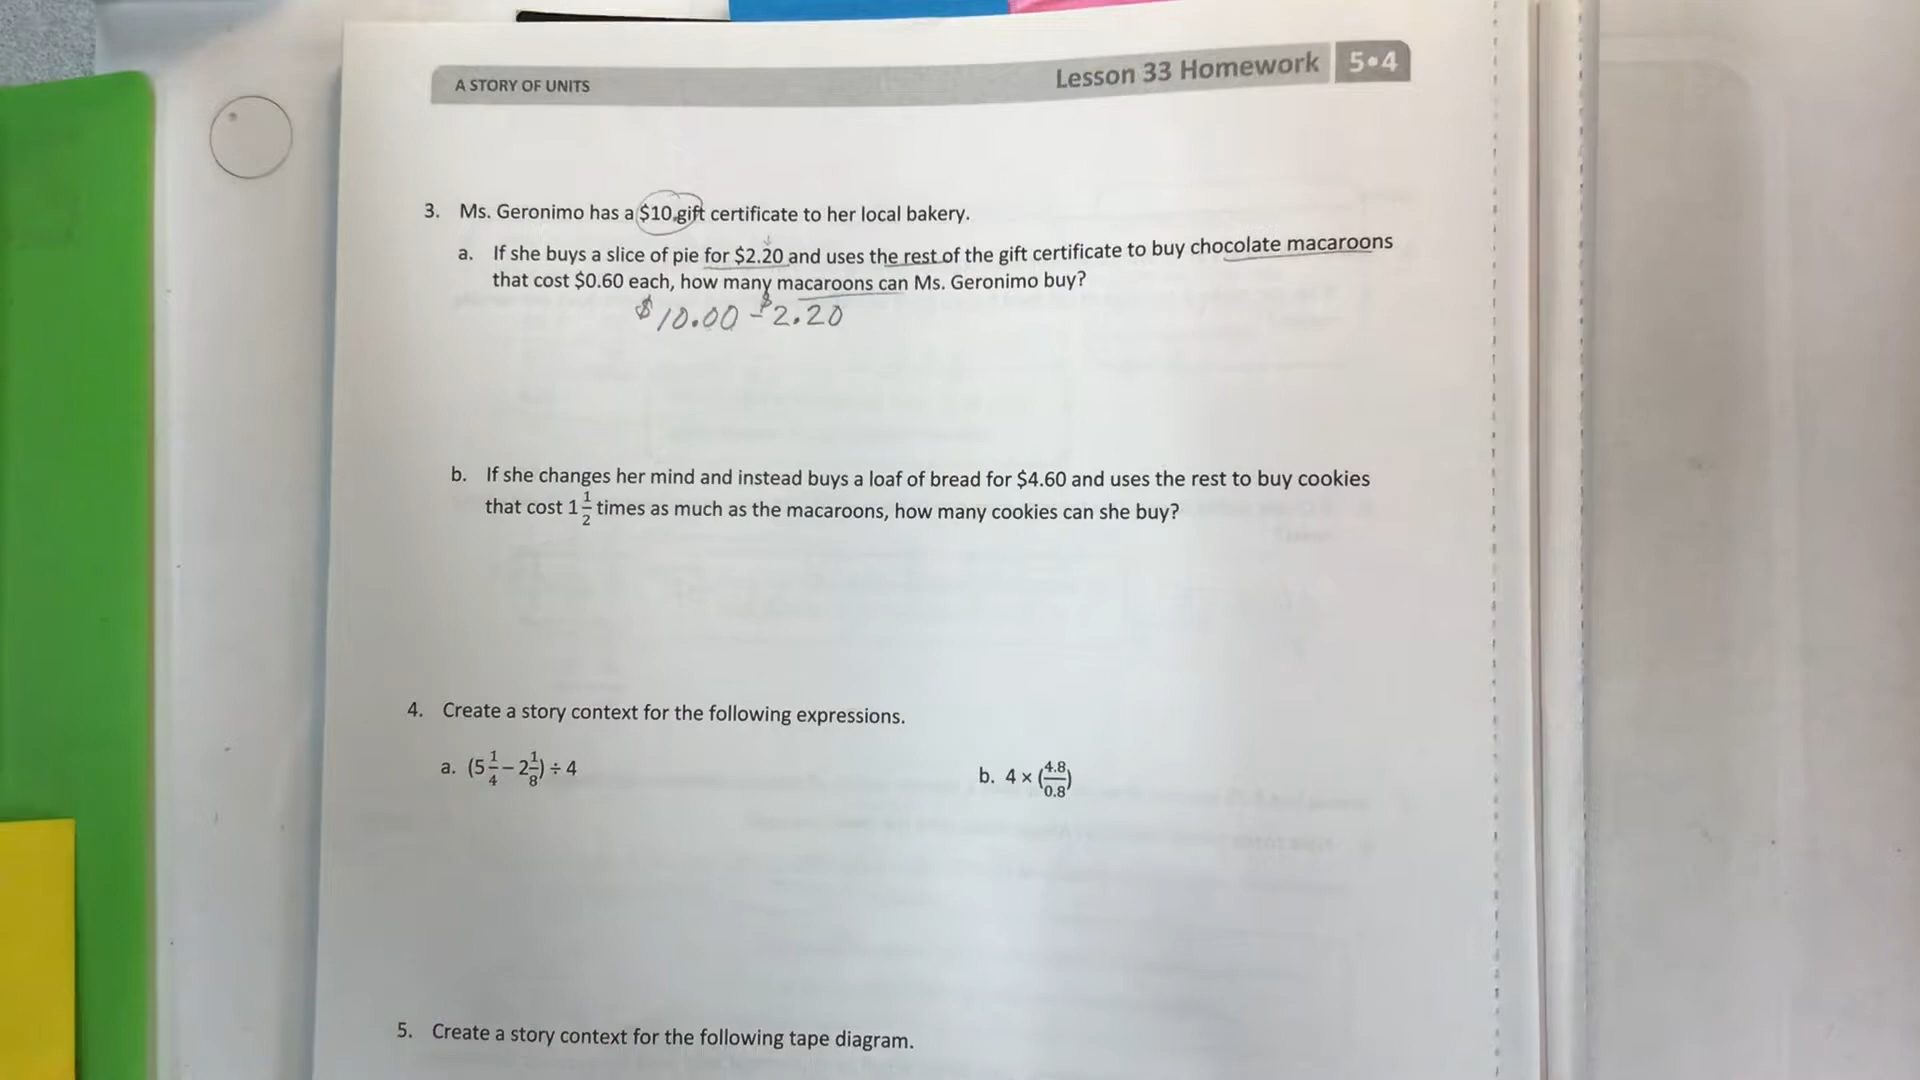 A STORY OF UNITS
Lesson 33 Homework 5•4
3. Ms. Geronimo has a $10 gift certificate to her local bakery.
a. If she buys a slice of pie for $2.20 and uses the rest of the gift certificate to buy chocolate macaroons
that cost $0.60 each, how many macaroons can Ms. Geronimo buy?
$10.00 - $2.20
b. If she changes her mind and instead buys a loaf of bread for $4.60 and uses the rest to buy cookies
that cost 1 1/2 times as much as the macaroons, how many cookies can she buy?
4. Create a story context for the following expressions.
a. (5 1/4 − 2 1/8) ÷ 4
b. 4 × (4.8/0.8)
5. Create a story context for the following tape diagram.